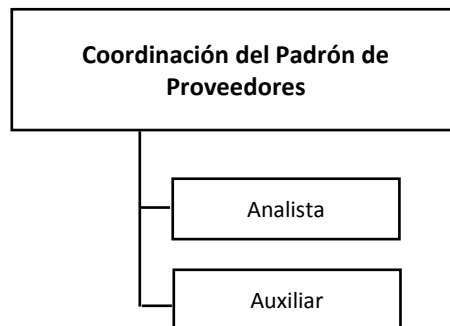 Coordinación del Padrón de
Proveedores
Analista
Auxiliar